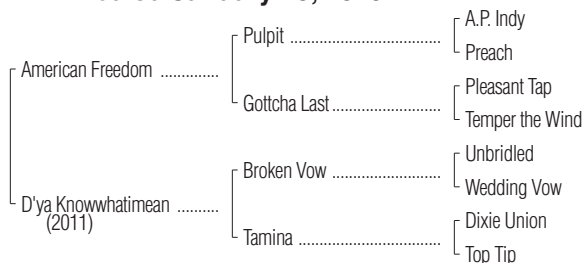 A.P. Indy
Pulpit
Preach
American Freedom
Pleasant Tap
Gottcha Last
Temper the Wind
Unbridled
Broken Vow
Wedding Vow
D'ya Knowwhatimean
(2011)
Dixie Union
Tamina
Top Tip